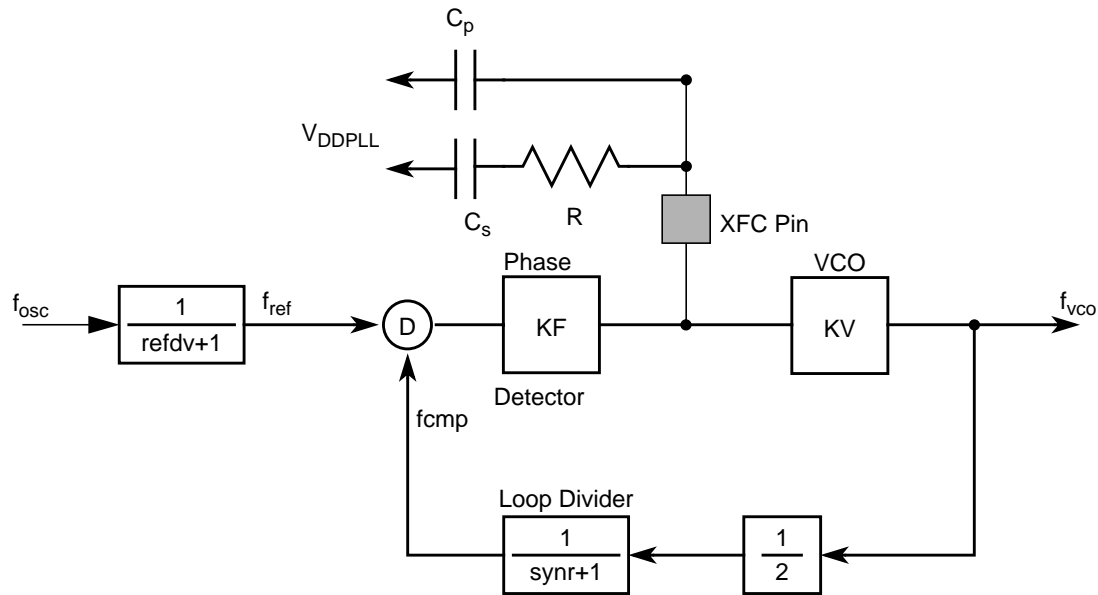 Cp
VDDPLL
Cs
R
XFC Pin
Phase
VCO
fosc
1
refdv+1
fref
D
KF
KV
fvco
Detector
fcmp
Loop Divider
1
synr+1
1
2